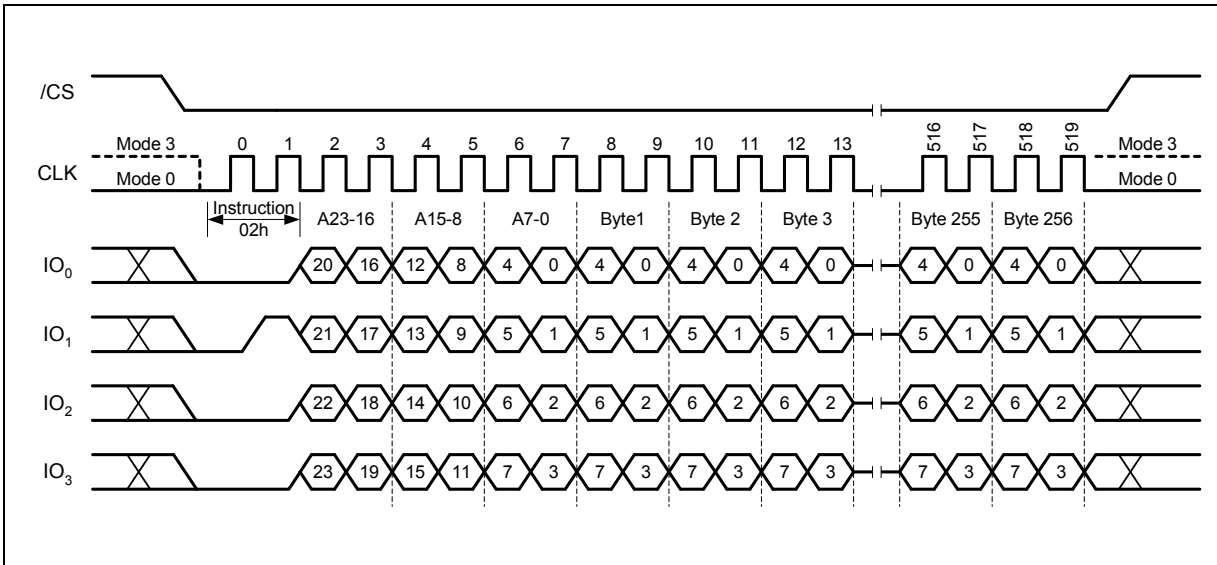 /CS
Mode 3 0 1 2 3 4 5 6 7 8 9 10 11 12 13 516 517 518 519 Mode 3
CLK
Mode 0 Mode 0
Instruction
02h A23-16 A15-8 A7-0 Byte1 Byte 2 Byte 3 Byte 255 Byte 256
IO0 20 16 12 8 4 0 4 0 4 0 4 0 4 0 4 0
IO1 21 17 13 9 5 1 5 1 5 1 5 1 5 1 5 1
IO2 22 18 14 10 6 2 6 2 6 2 6 2 6 2 6 2
IO3 23 19 15 11 7 3 7 3 7 3 7 3 7 3 7 3